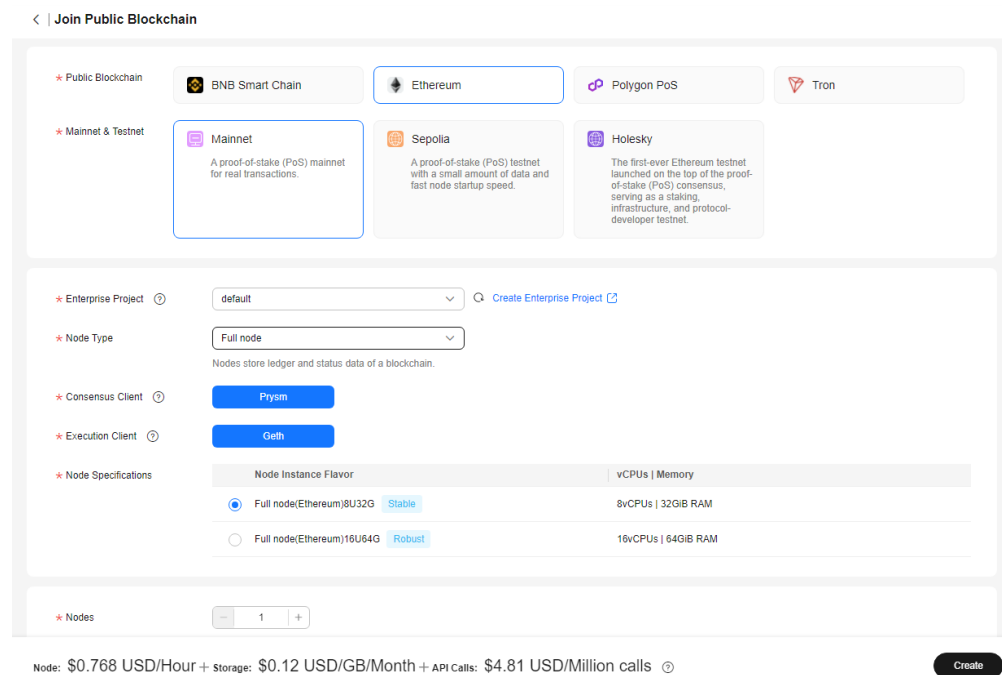 Join Public Blockchain
* Public Blockchain
BNB Smart Chain
Ethereum
Polygon PoS
Tron
* Mainnet & Testnet
Mainnet
A proof-of-stake (PoS) mainnet
for real transactions.
Sepolia
A proof-of-stake (PoS) testnet
with a small amount of data and
fast node startup speed.
Holesky
The first-ever Ethereum testnet
launched on the top of the proof-
of-stake (PoS) consensus,
serving as a staking,
infrastructure, and protocol-
developer testnet.
* Enterprise Project ?
default
Create Enterprise Project
* Node Type
Full node
Nodes store ledger and status data of a blockchain.
* Consensus Client ?
Prysm
* Execution Client ?
Geth
* Node Specifications
Node Instance Flavor
vCPUs | Memory
Full node(Ethereum)8U32G Stable
8vCPUs | 32GiB RAM
Full node(Ethereum)16U64G Robust
16vCPUs | 64GiB RAM
* Nodes
− 1 +
Node: $0.768 USD/Hour + Storage: $0.12 USD/GB/Month + API Calls: $4.81 USD/Million calls ?
Create